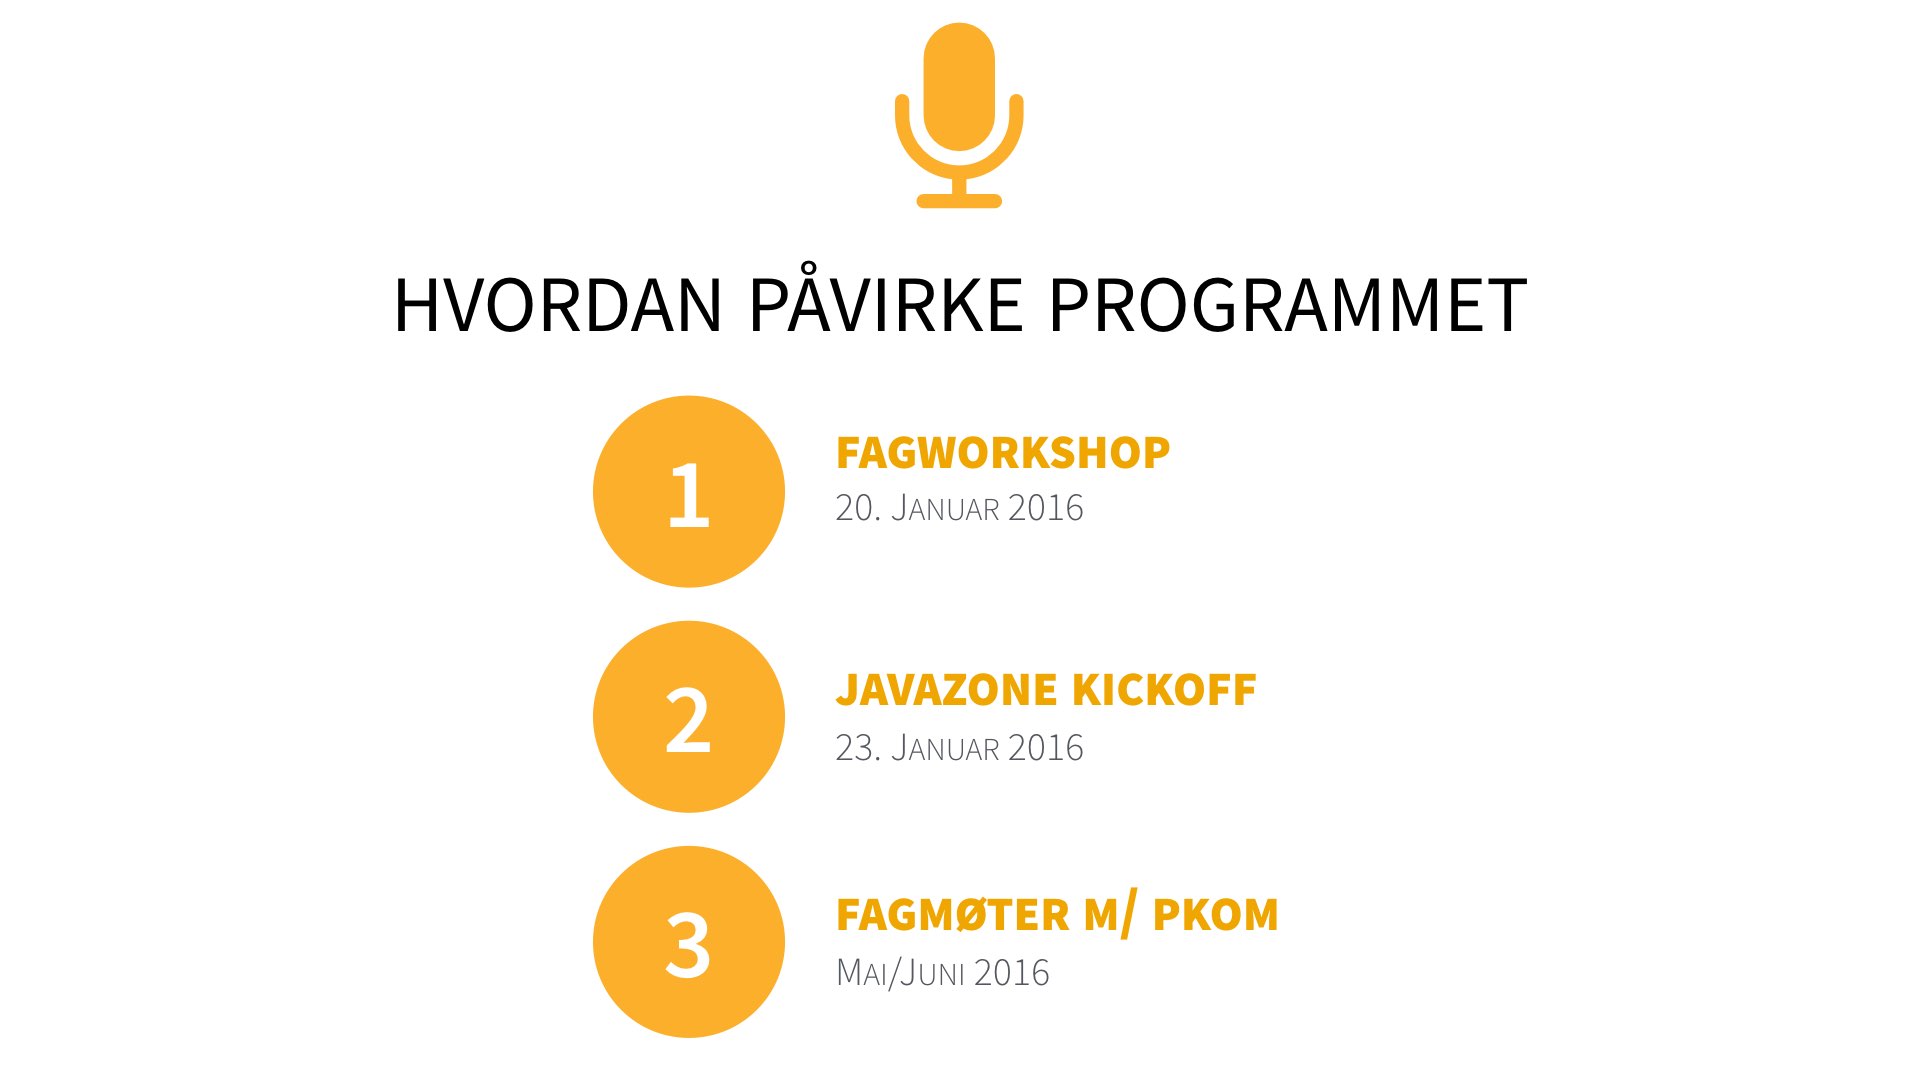 HVORDAN PÅVIRKE PROGRAMMET
1
FAGWORKSHOP
20. Januar 2016
2
JAVAZONE KICKOFF
23. Januar 2016
3
FAGMØTER M/ PKOM
Mai/Juni 2016